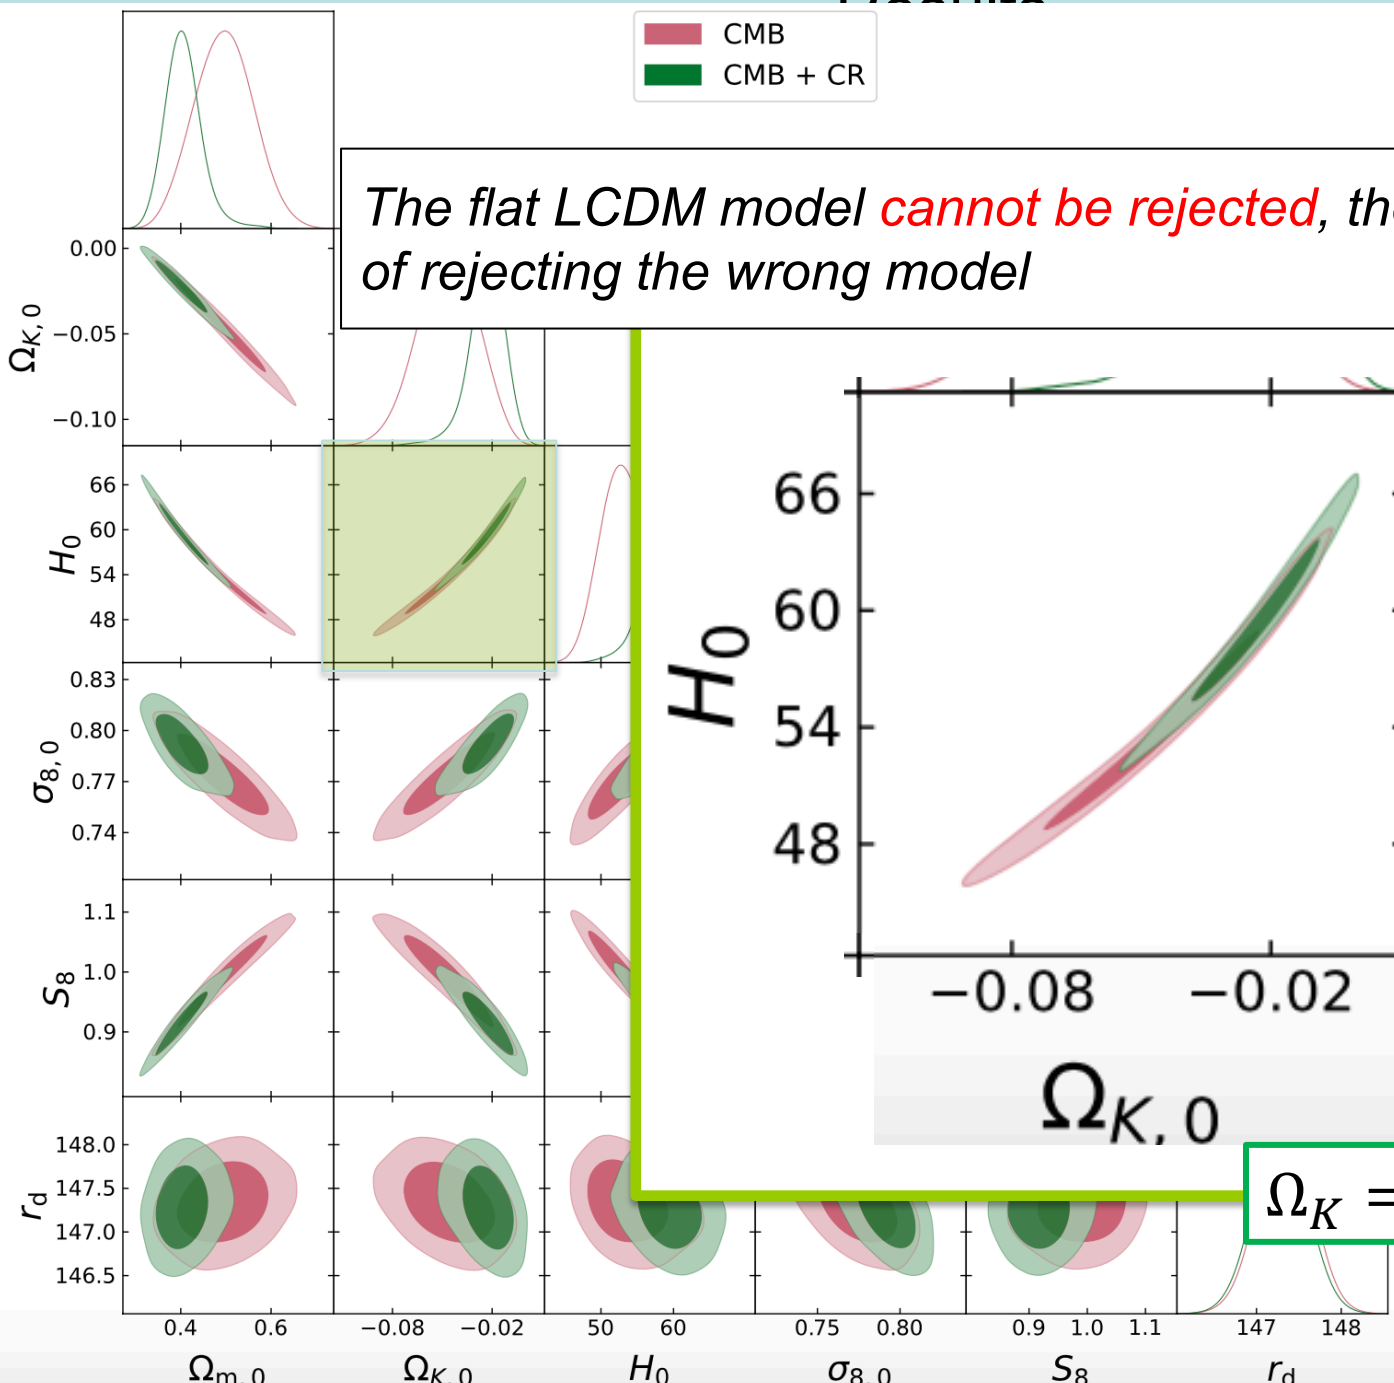 CMB
CMB + CR
The flat LCDM model cannot be rejected,
of rejecting the wrong model
0.00
−0.05
−0.10
Ω_{K, 0}
66
60
54
48
H_0
0.83
0.80
0.77
0.74
σ_{8, 0}
1.1
1.0
0.9
S_8
148.0
147.5
147.0
146.5
r_d
66
60
54
48
H_0
−0.08 −0.02
Ω_{K, 0}
Ω_K =
0.4 0.6 −0.08 −0.02 50 60 0.75 0.80 0.9 1.0 1.1 147 148
Ω_{m, 0} Ω_{K, 0} H_0 σ_{8, 0} S_8 r_d